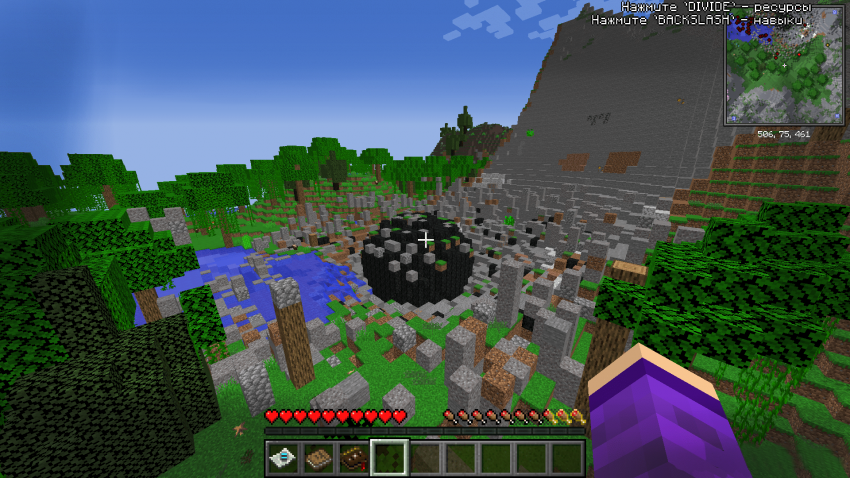 Нажмите 'DIVIDE' - ресурсы
Нажмите 'BACKSLASH' - навыки
506, 75, 461